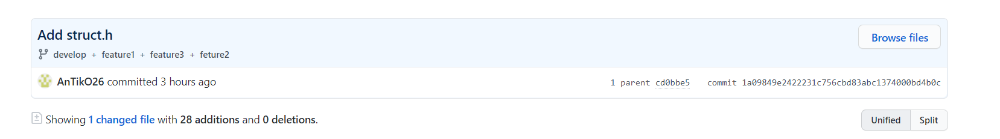 Add struct.h
Browse files
develop + feature1 + feature3 + feture2
AnTikO26 committed 3 hours ago
1 parent cd0bbe5 commit 1a09849e2422231c756cbd83abc1374000bd4b0c
Showing 1 changed file with 28 additions and 0 deletions.
Unified Split